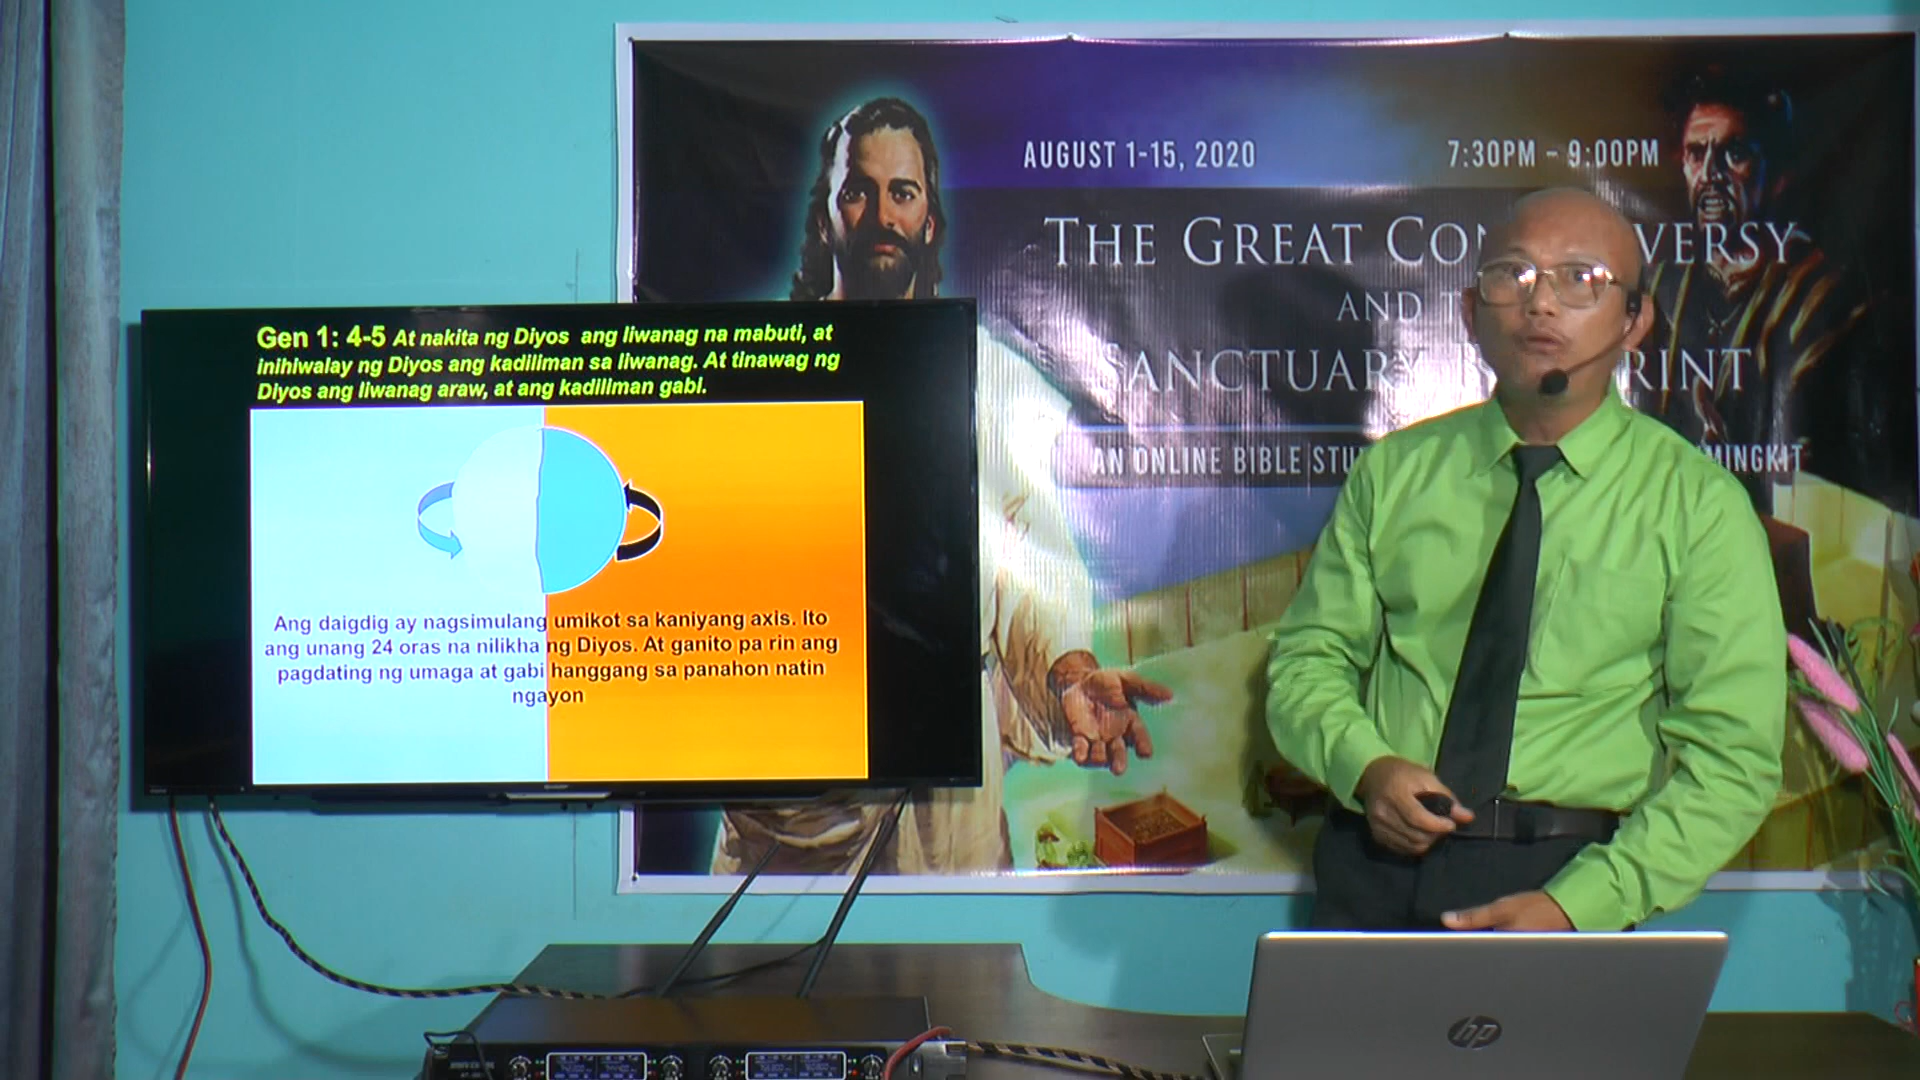 AUGUST 1-15, 2020
7:30PM - 9:00PM
THE GREAT CON VERSY
AND
SANCTUARY RINT
AN ONLINE BIBLE STU MINGKIT
Gen 1: 4-5 At nakita ng Diyos ang liwanag na mabuti, at
inihiwalay ng Diyos ang kadiliman sa liwanag. At tinawag ng
Diyos ang liwanag araw, at ang kadiliman gabi.
Ang daigdig ay nagsimulang umikot sa kaniyang axis. Ito
ang unang 24 oras na nilikha ng Diyos. At ganito pa rin ang
pagdating ng umaga at gabi hanggang sa panahon natin
ngayon
hp